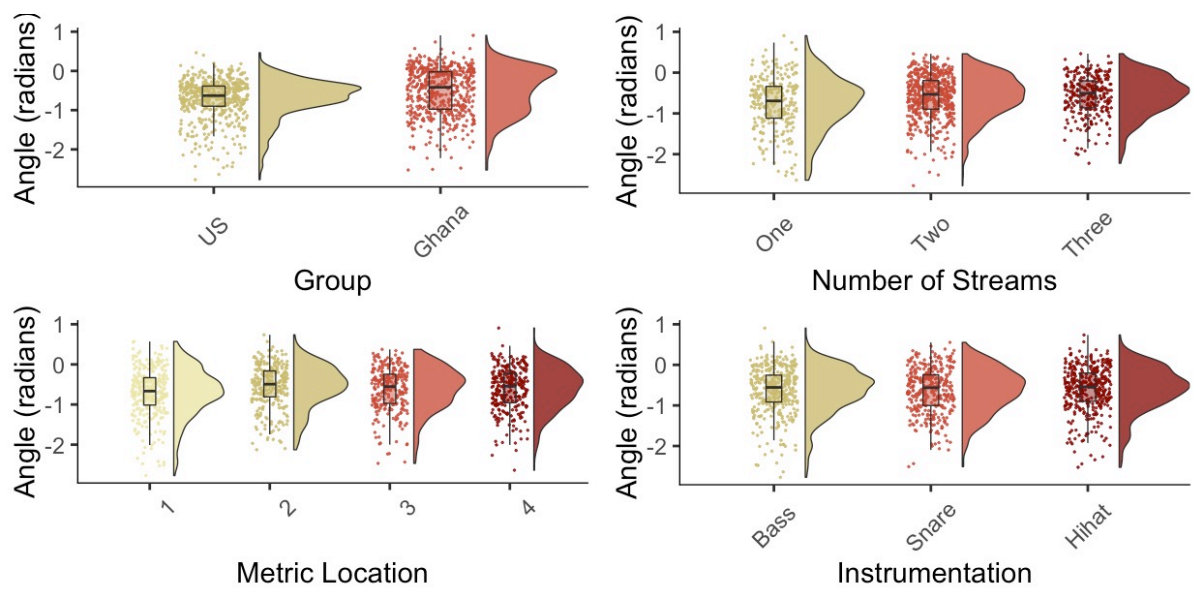 Angle (radians)
1
0
-1
-2
US
Ghana
Group
Angle (radians)
1
0
-1
-2
One
Two
Three
Number of Streams
Angle (radians)
1
0
-1
-2
1
2
3
4
Metric Location
Angle (radians)
1
0
-1
-2
Bass
Snare
Hihat
Instrumentation